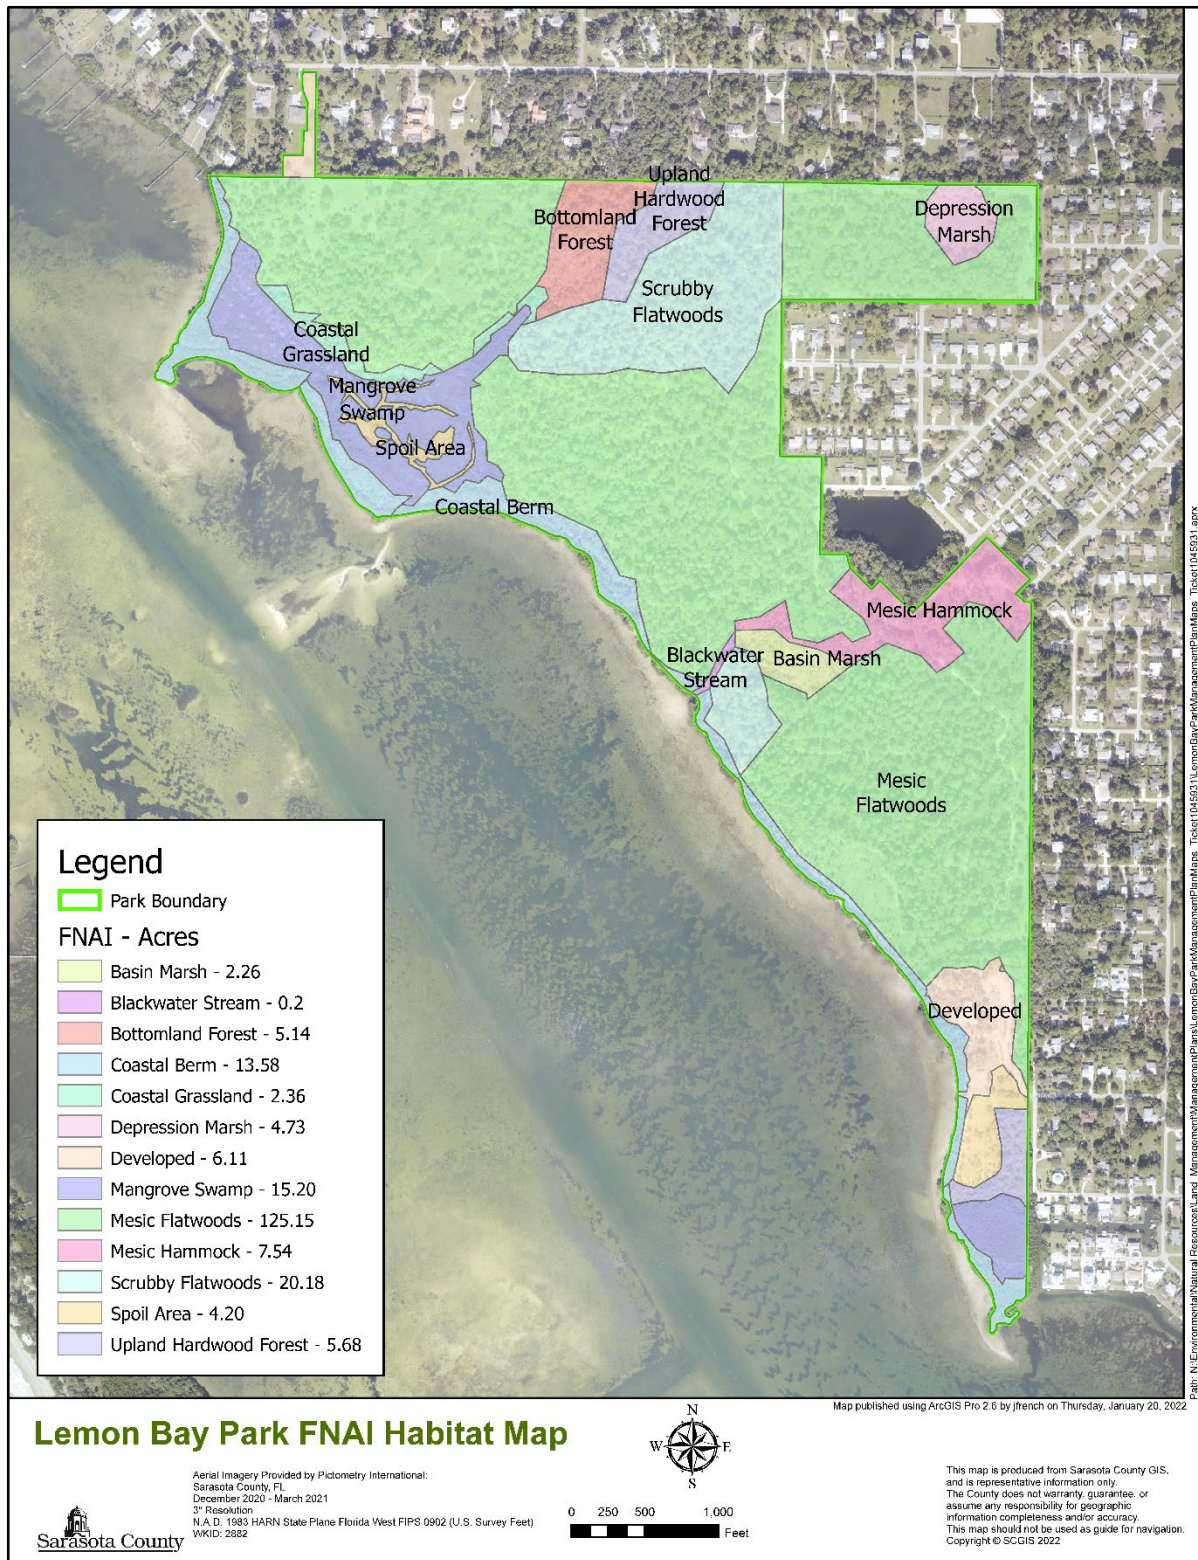 Upland
Hardwood
Forest
Bottomland
Forest
Depression
Marsh
Scrubby
Flatwoods
Coastal
Grassland
Mangrove
Swamp
Spoil Area
Coastal Berm
Mesic Hammock
Blackwater
Stream
Basin Marsh
Mesic
Flatwoods
Developed
Legend
Park Boundary
FNAI - Acres
Basin Marsh - 2.26
Blackwater Stream - 0.2
Bottomland Forest - 5.14
Coastal Berm - 13.58
Coastal Grassland - 2.36
Depression Marsh - 4.73
Developed - 6.11
Mangrove Swamp - 15.20
Mesic Flatwoods - 125.15
Mesic Hammock - 7.54
Scrubby Flatwoods - 20.18
Spoil Area - 4.20
Upland Hardwood Forest - 5.68
Path: N:\Environmental\Natural Resources\Land_Management\ManagementPlans\LemonBayParkManagementPlanMaps_Ticket1045931\LemonBayParkManagementPlanMaps_Ticket1045931.aprx
Map published using ArcGIS Pro 2.6 by jfrench on Thursday, January 20, 2022
Lemon Bay Park FNAI Habitat Map
N
W E
S
Aerial Imagery Provided by Pictometry International:
Sarasota County, FL
December 2020 - March 2021
3" Resolution
N.A.D. 1983 HARN State Plane Florida West FIPS 0902 (U.S. Survey Feet)
WKID: 2882
Sarasota County
0 250 500 1,000
Feet
This map is produced from Sarasota County GIS,
and is representative information only.
The County does not warranty, guarantee, or
assume any responsibility for geographic
information completeness and/or accuracy.
This map should not be used as guide for navigation.
Copyright © SCGIS 2022